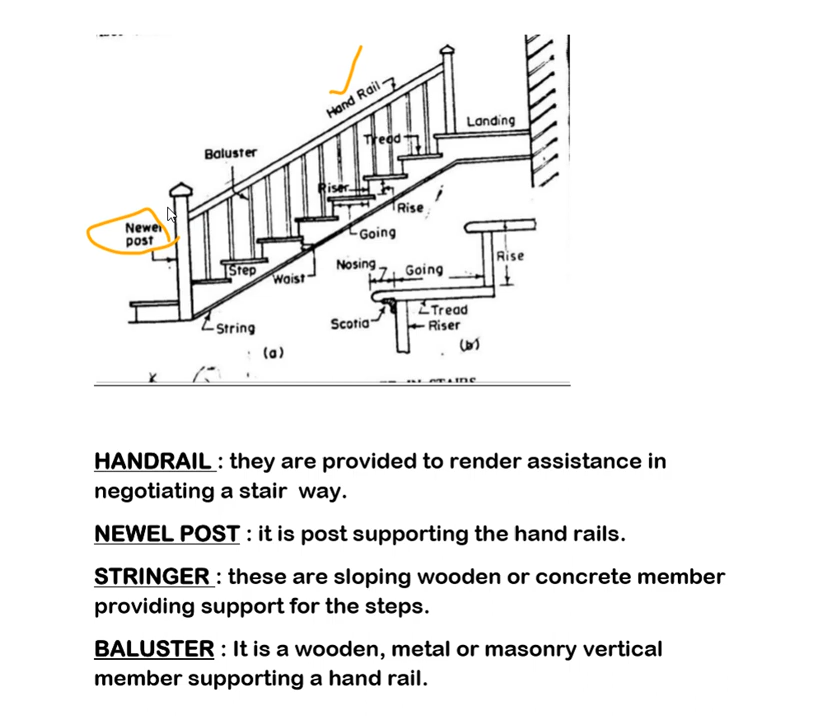 Hand Rail
Landing
Tread
Baluster
Riser
Rise
Newel
post
Going
Step
Waist
Nosing
Going
Rise
String
Scotia
Tread
Riser
(a)
(b)
HANDRAIL : they are provided to render assistance in
negotiating a stair way.
NEWEL POST : it is post supporting the hand rails.
STRINGER : these are sloping wooden or concrete member
providing support for the steps.
BALUSTER : It is a wooden, metal or masonry vertical
member supporting a hand rail.